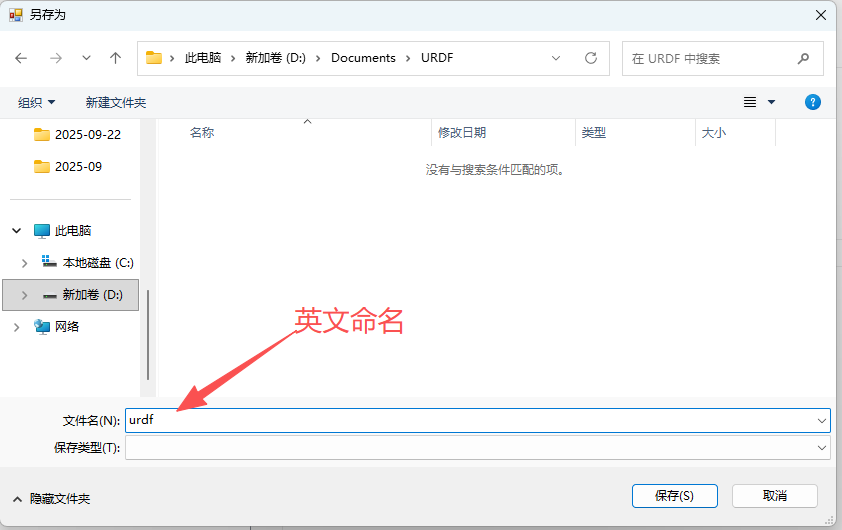 另存为
此电脑 新加卷 (D:) Documents URDF
在 URDF 中搜索
组织 新建文件夹
2025-09-22
2025-09
此电脑
本地磁盘 (C:)
新加卷 (D:)
网络
名称 修改日期 类型 大小
没有与搜索条件匹配的项。
英文命名
文件名(N): urdf
保存类型(T):
隐藏文件夹 保存(S) 取消